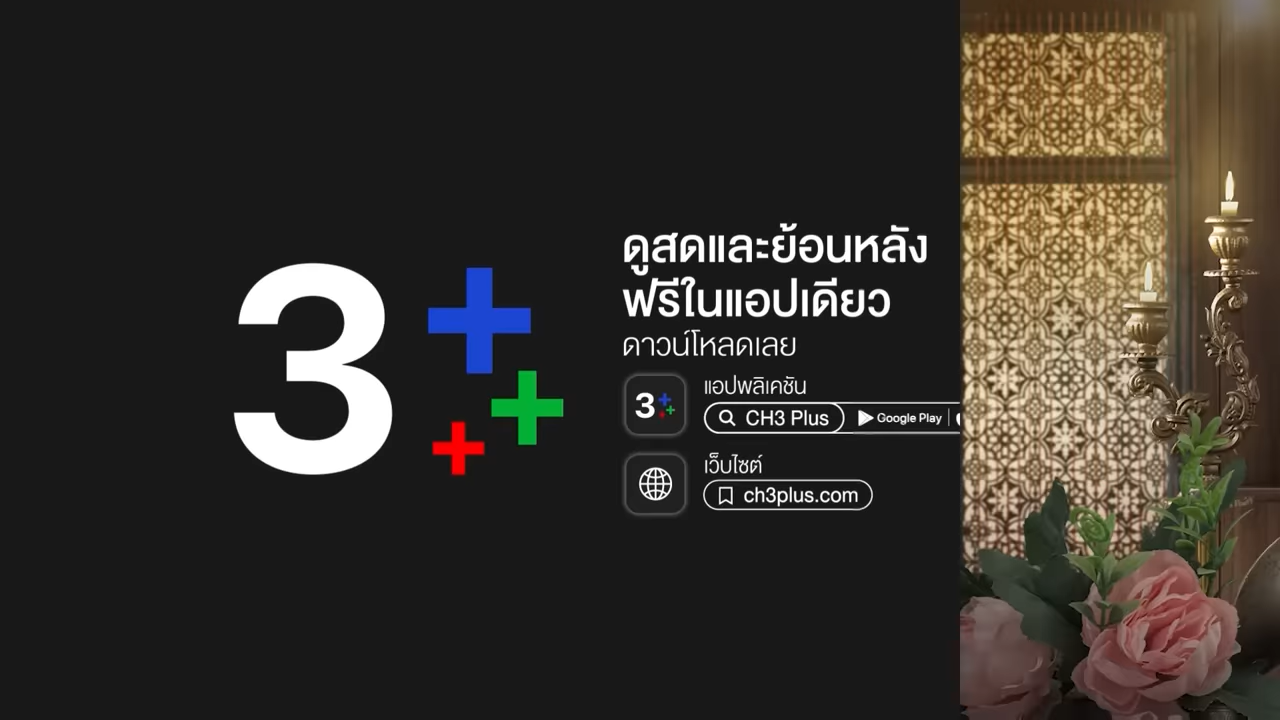 3
ดูสดและย้อนหลัง
ฟรีในแอปเดียว
ดาวน์โหลดเลย
3
แอปพลิเคชัน
CH3 Plus
Google Play
เว็บไซต์
ch3plus.com